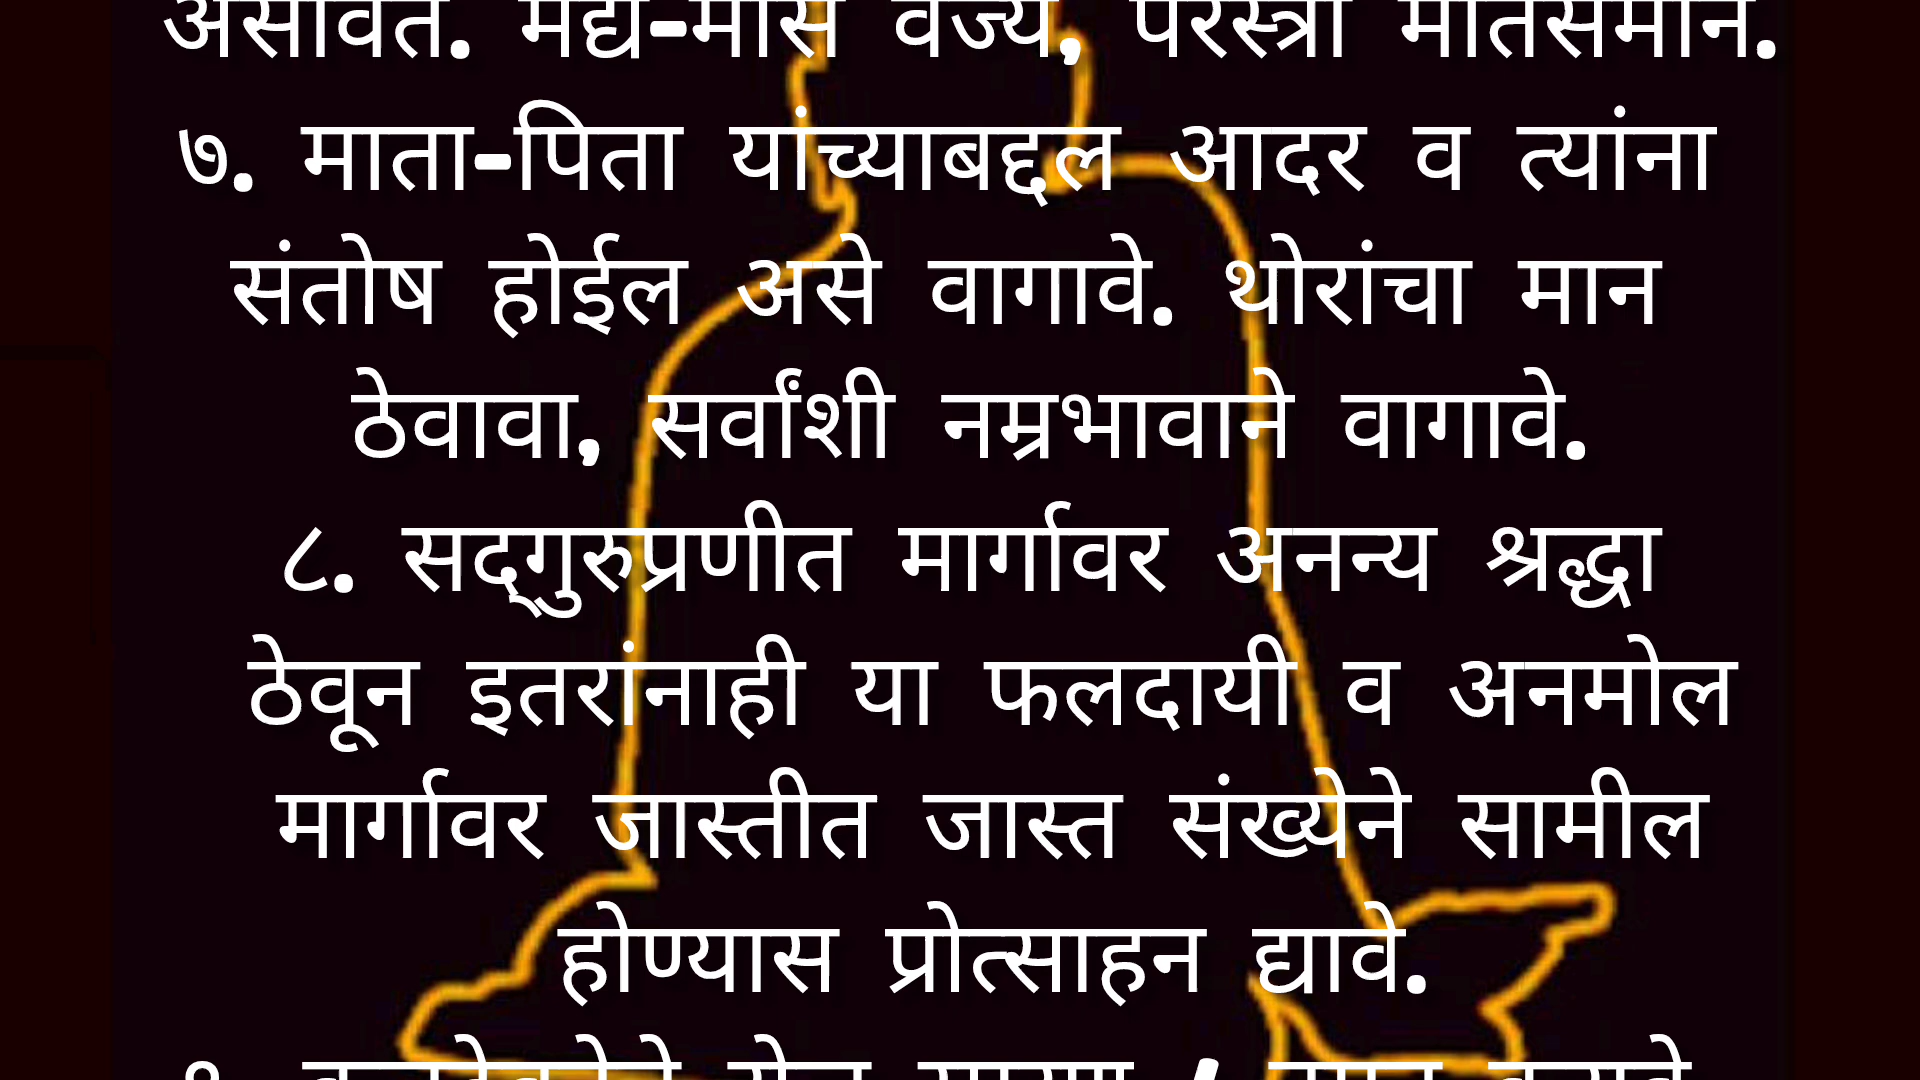 असावेत. मद्य-मांस वर्ज्य, परस्त्री मातेसमान.
७. माता-पिता यांच्याबद्दल आदर व त्यांना
संतोष होईल असे वागावे. थोरांचा मान
ठेवावा, सर्वांशी नम्रभावाने वागावे.
८. सद्‌गुरुप्रणीत मार्गावर अनन्य श्रद्धा
ठेवून इतरांनाही या फलदायी व अनमोल
मार्गावर जास्तीत जास्त संख्येने सामील
होण्यास प्रोत्साहन द्यावे.